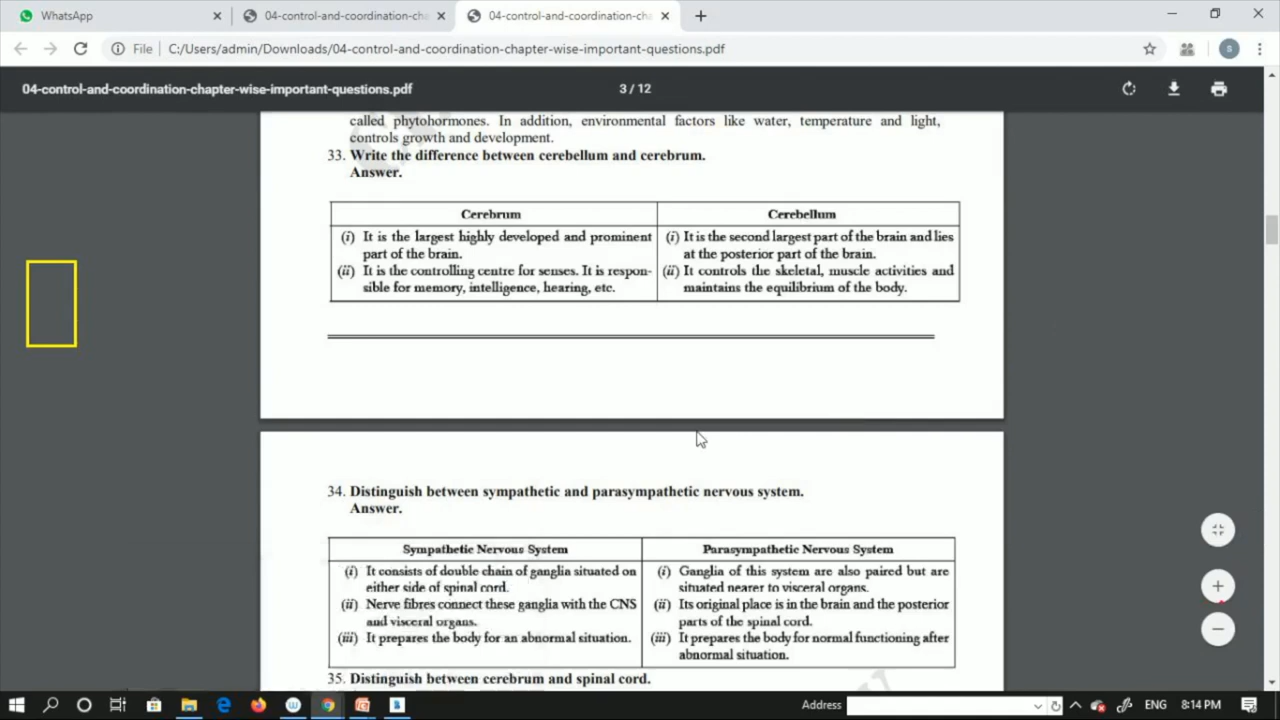 WhatsApp
04-control-and-coordination-cha
04-control-and-coordination-cha
File
C:/Users/admin/Downloads/04-control-and-coordination-chapter-wise-important-questions.pdf
S
04-control-and-coordination-chapter-wise-important-questions.pdf
3 / 12
called phytohormones. In addition, environmental factors like water, temperature and light,
controls growth and development.
33. Write the difference between cerebellum and cerebrum.
Answer.
Cerebrum
(i) It is the largest highly developed and prominent
part of the brain.
(ii) It is the controlling centre for senses. It is respon-
sible for memory, intelligence, hearing, etc.
Cerebellum
(i) It is the second largest part of the brain and lies
at the posterior part of the brain.
(ii) It controls the skeletal, muscle activities and
maintains the equilibrium of the body.
34. Distinguish between sympathetic and parasympathetic nervous system.
Answer.
Sympathetic Nervous System
(i) It consists of double chain of ganglia situated on
either side of spinal cord.
(ii) Nerve fibres connect these ganglia with the CNS
and visceral organs.
(iii) It prepares the body for an abnormal situation.
Parasympathetic Nervous System
(i) Ganglia of this system are also paired but are
situated nearer to visceral organs.
(ii) Its original place is in the brain and the posterior
parts of the spinal cord.
(iii) It prepares the body for normal functioning after
abnormal situation.
35. Distinguish between cerebrum and spinal cord.
Address
ENG
8:14 PM